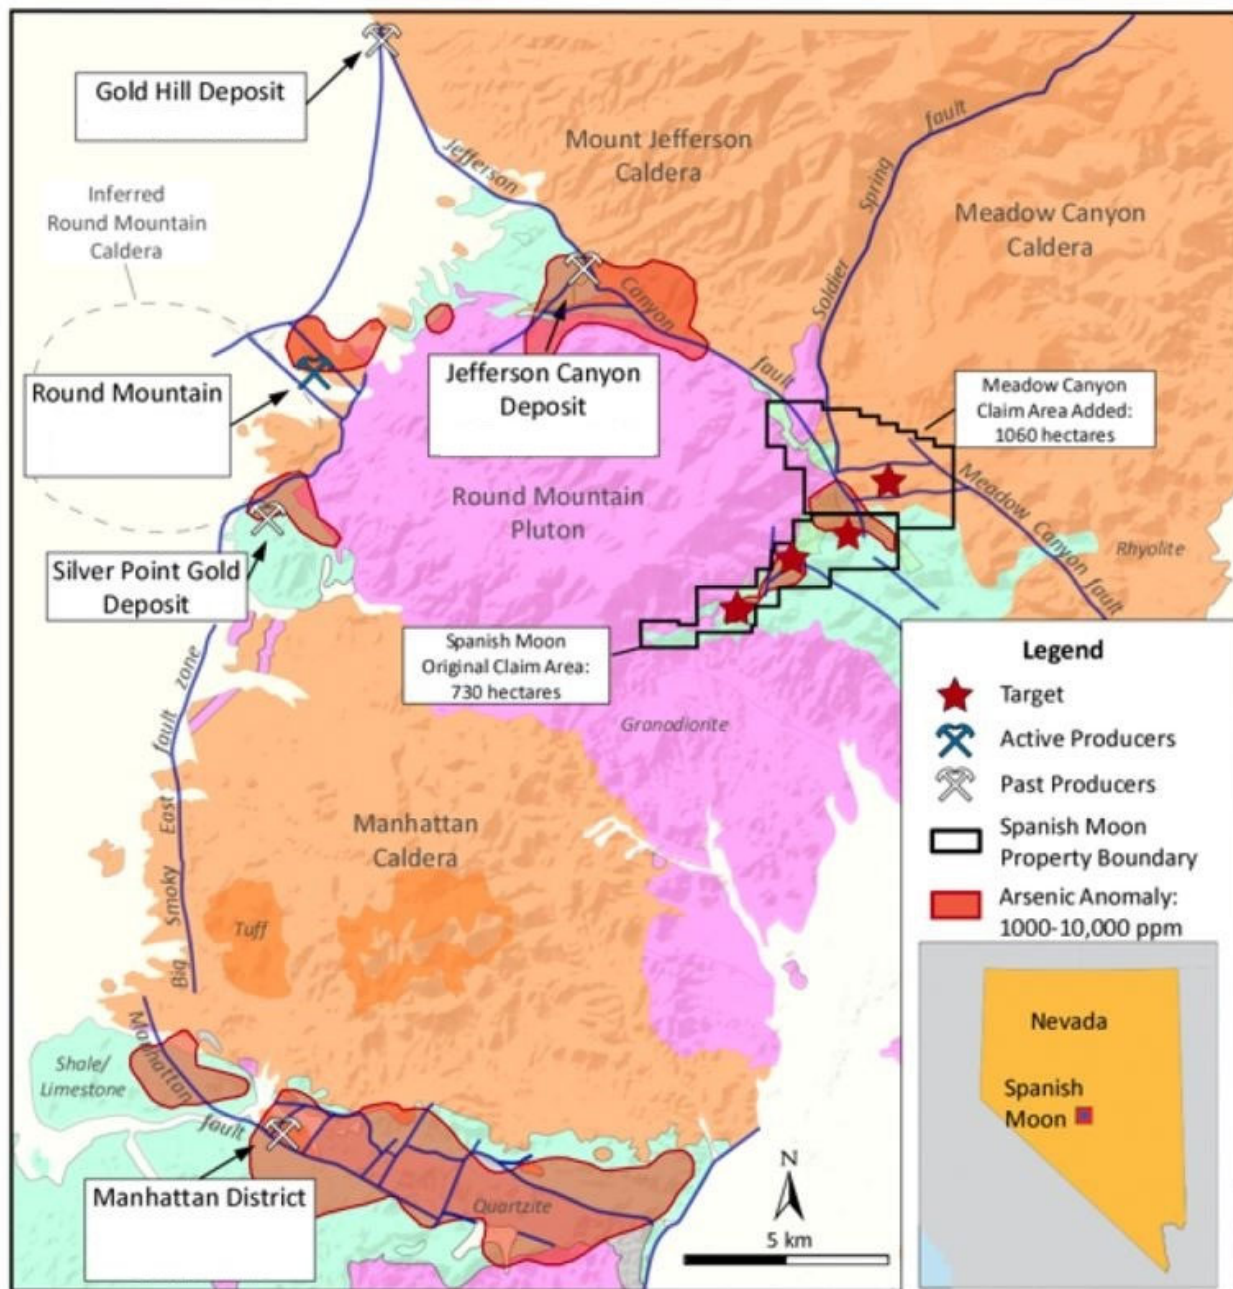 Gold Hill Deposit
Inferred
Round Mountain
Caldera
Jefferson
Mount Jefferson
Caldera
fault
Spring
Soldier
Meadow Canyon
Caldera
Canyon
fault
Round Mountain
Jefferson Canyon
Deposit
Meadow Canyon
Claim Area Added:
1060 hectares
Round Mountain
Pluton
Meadow Canyon fault
Rhyolite
Silver Point Gold
Deposit
Spanish Moon
Original Claim Area:
730 hectares
Granodiorite
zone
fault
East
Smoky
Big
Manhattan
Caldera
Tuff
Shale/
Limestone
Manhattan
fault
Manhattan District
Quartzite
N
5 km
Legend
Target
Active Producers
Past Producers
Spanish Moon
Property Boundary
Arsenic Anomaly:
1000-10,000 ppm
Nevada
Spanish
Moon